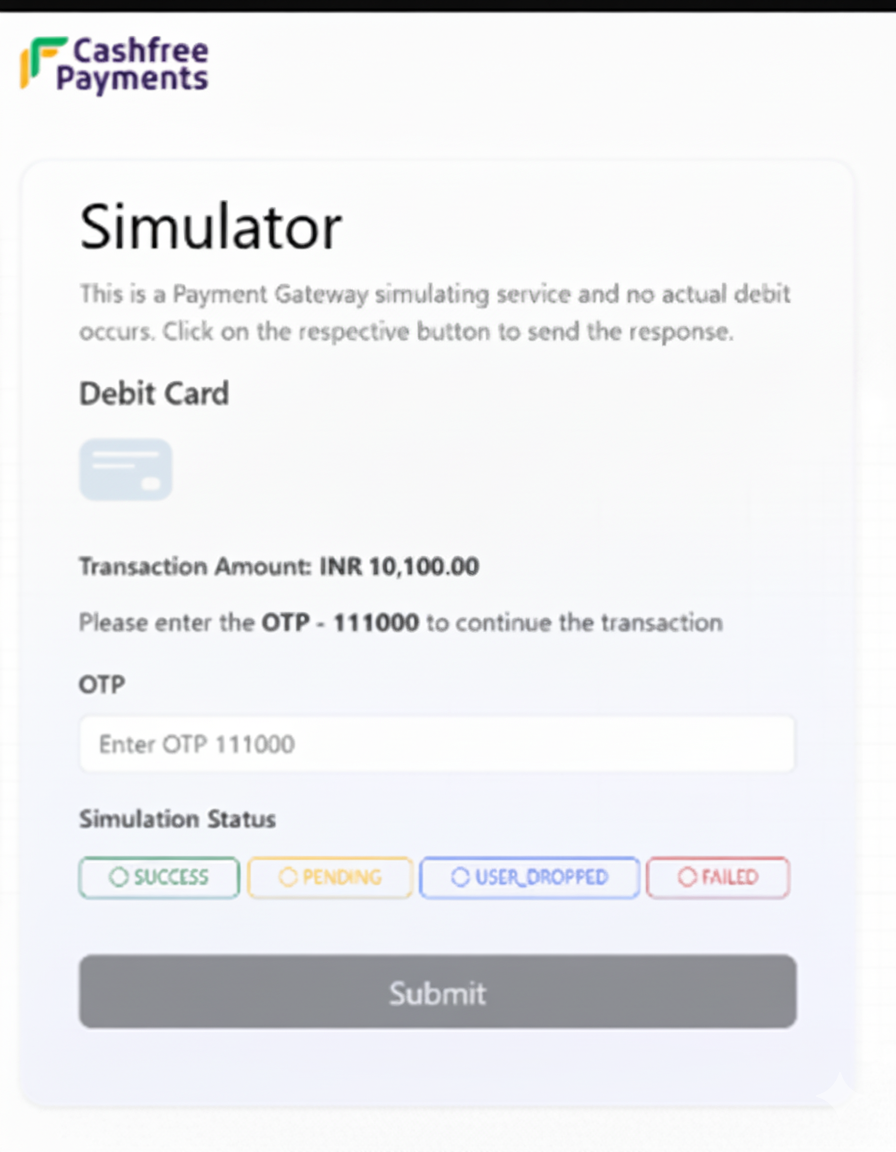 Cashfree
Payments
Simulator
This is a Payment Gateway simulating service and no actual debit
occurs. Click on the respective button to send the response.
Debit Card
Transaction Amount: INR 10,100.00
Please enter the OTP - 111000 to continue the transaction
OTP
Enter OTP 111000
Simulation Status
SUCCESS PENDING USER_DROPPED FAILED
Submit